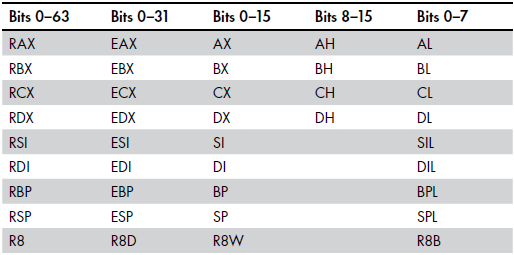 Bits 0–63 Bits 0–31 Bits 0–15 Bits 8–15 Bits 0–7
RAX EAX AX AH AL
RBX EBX BX BH BL
RCX ECX CX CH CL
RDX EDX DX DH DL
RSI ESI SI SIL
RDI EDI DI DIL
RBP EBP BP BPL
RSP ESP SP SPL
R8 R8D R8W R8B